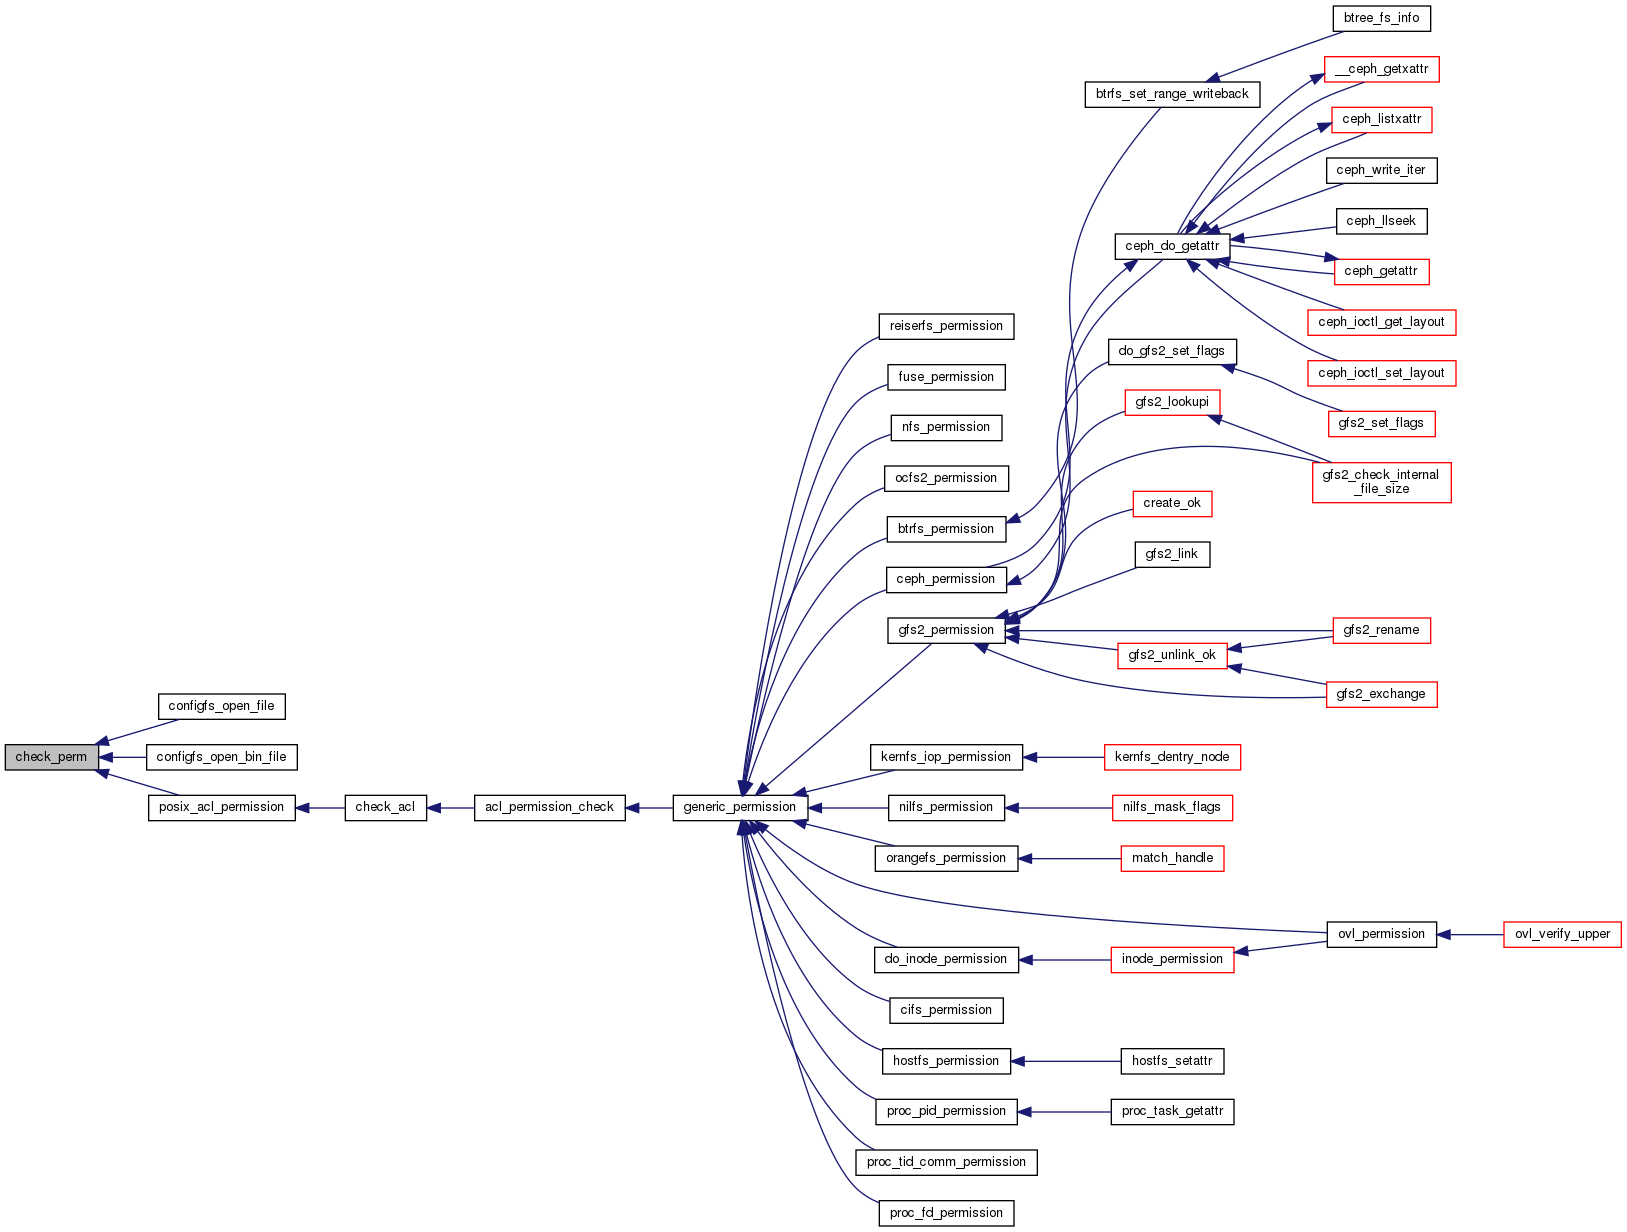 btree_fs_info
__ceph_getxattr
btrfs_set_range_writeback
ceph_listxattr
ceph_write_iter
ceph_llseek
ceph_do_getattr
ceph_getattr
ceph_ioctl_get_layout
reiserfs_permission
do_gfs2_set_flags
ceph_ioctl_set_layout
fuse_permission
gfs2_lookupi
gfs2_set_flags
nfs_permission
gfs2_check_internal
_file_size
ocfs2_permission
create_ok
btrfs_permission
gfs2_link
ceph_permission
gfs2_permission
gfs2_rename
gfs2_unlink_ok
gfs2_exchange
configfs_open_file
check_perm
configfs_open_bin_file
kernfs_iop_permission
kernfs_dentry_node
posix_acl_permission
check_acl
acl_permission_check
generic_permission
nilfs_permission
nilfs_mask_flags
orangefs_permission
match_handle
ovl_permission
ovl_verify_upper
do_inode_permission
inode_permission
cifs_permission
hostfs_permission
hostfs_setattr
proc_pid_permission
proc_task_getattr
proc_tid_comm_permission
proc_fd_permission